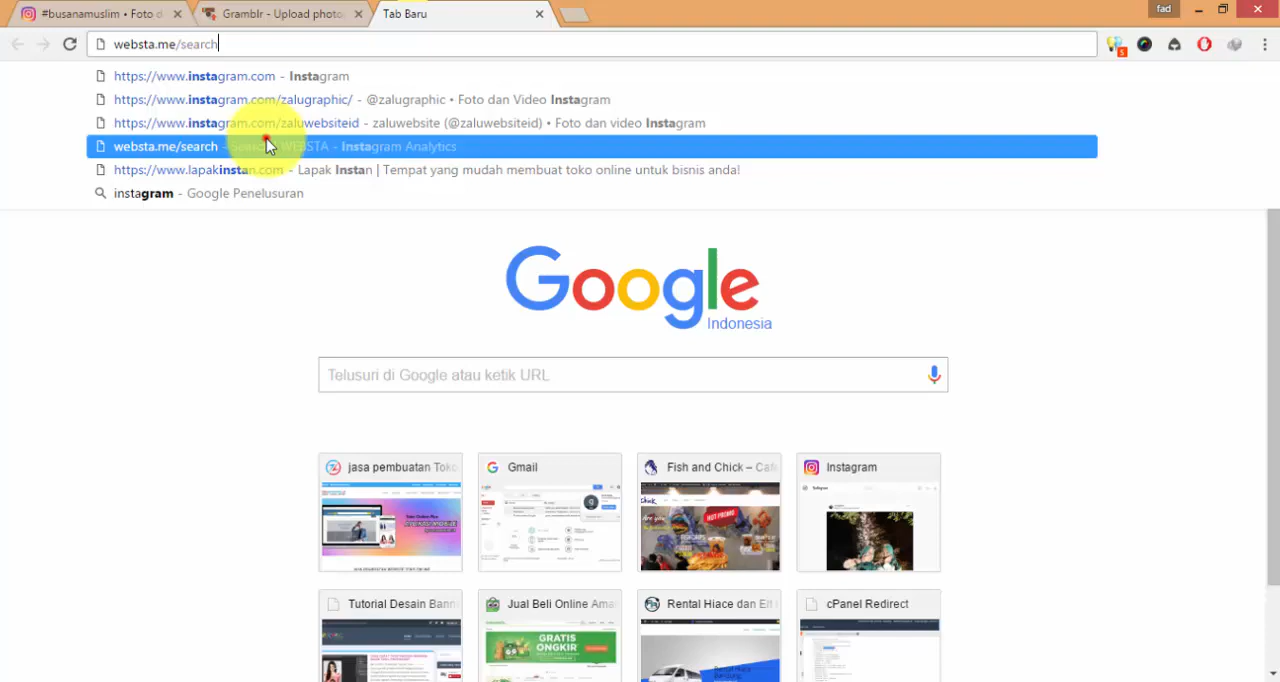 #busanamuslim • Foto d
Gramblr - Upload photo
Tab Baru
fad
websta.me/search
5
https://www.instagram.com - Instagram
https://www.instagram.com/zalugraphic/ - @zalugraphic • Foto dan Video Instagram
https://www.instagram.com/zaluwebsiteid - zaluwebsite (@zaluwebsiteid) • Foto dan video Instagram
websta.me/search - Search WEBSTA - Instagram Analytics
https://www.lapakinstan.com - Lapak Instan | Tempat yang mudah membuat toko online untuk bisnis anda!
instagram - Google Penelusuran
Google
Indonesia
Telusuri di Google atau ketik URL
jasa pembuatan Toko
Gmail
Fish and Chick – Cafe
Instagram
HOT PROMO
Tutorial Desain Bann
Jual Beli Online Ama
Rental Hiace dan Elf
cPanel Redirect
GRATIS
ONGKIR